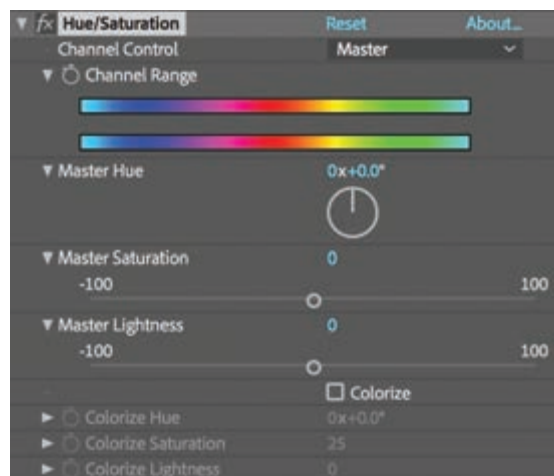 fx Hue/Saturation Reset About...
Channel Control Master
Channel Range
Master Hue 0x+0.0°
Master Saturation 0
-100 100
Master Lightness 0
-100 100
Colorize
Colorize Hue 0x+0.0°
Colorize Saturation 25
Colorize Lightness 0